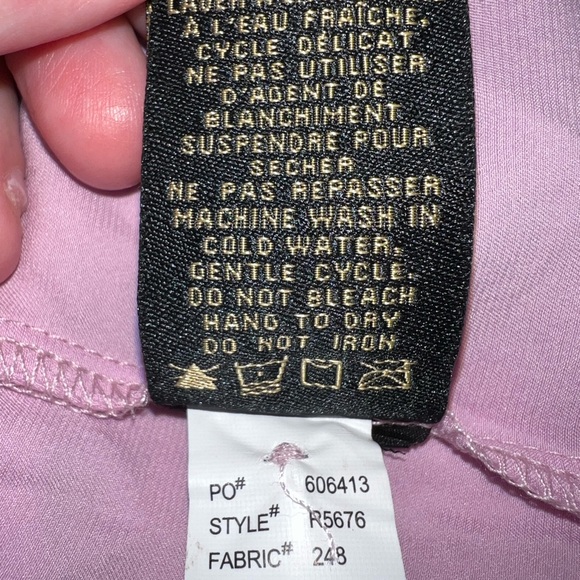 À L'EAU FRAÎCHE.
CYCLE DÉLICAT
NE PAS UTILISER
D'AGENT DE
BLANCHIMENT
SUSPENDRE POUR
SECHER
NE PAS REPASSER
MACHINE WASH IN
COLD WATER.
GENTLE CYCLE.
DO NOT BLEACH
HANG TO DRY
DO NOT IRON
PO# 606413
STYLE# R5676
FABRIC# 248